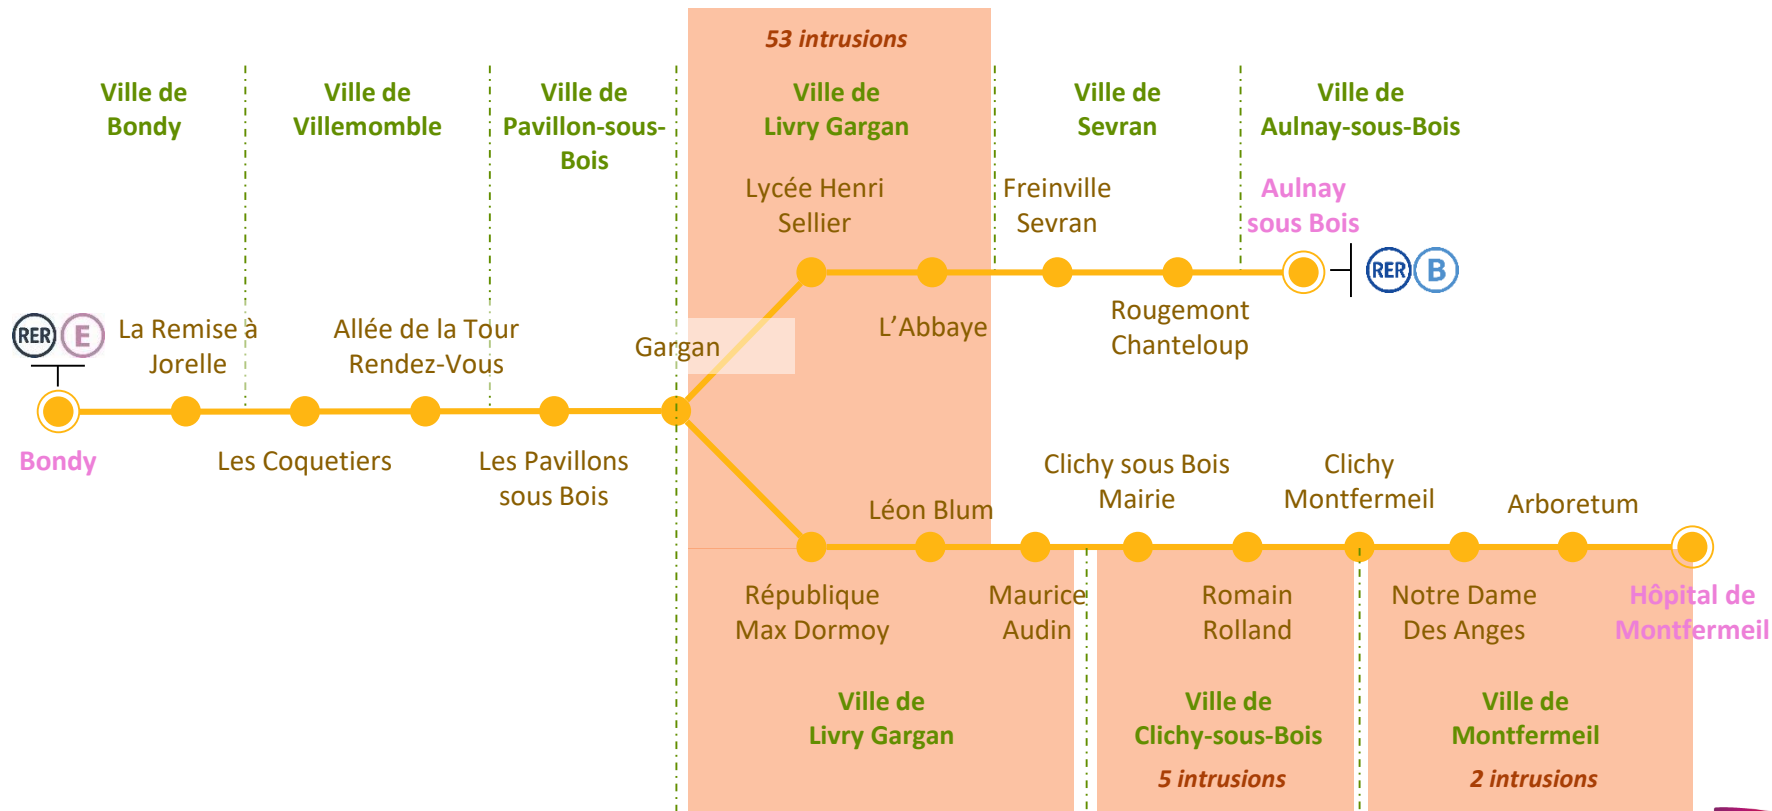 53 intrusions
Ville de
Bondy
Ville de
Villemomble
Ville de
Pavillon-sous-
Bois
Ville de
Livry Gargan
Ville de
Sevran
Ville de
Aulnay-sous-Bois
Lycée Henri
Sellier
Freinville
Sevran
Aulnay
sous Bois
RER B
RER E
La Remise à
Jorelle
Allée de la Tour
Rendez-Vous
Gargan
L'Abbaye
Rougemont
Chanteloup
Bondy
Les Coquetiers
Les Pavillons
sous Bois
Léon Blum
Clichy sous Bois
Mairie
Clichy
Montfermeil
Arboretum
République
Max Dormoy
Maurice
Audin
Romain
Rolland
Notre Dame
Des Anges
Hôpital de
Montfermeil
Ville de
Livry Gargan
Ville de
Clichy-sous-Bois
5 intrusions
Ville de
Montfermeil
2 intrusions